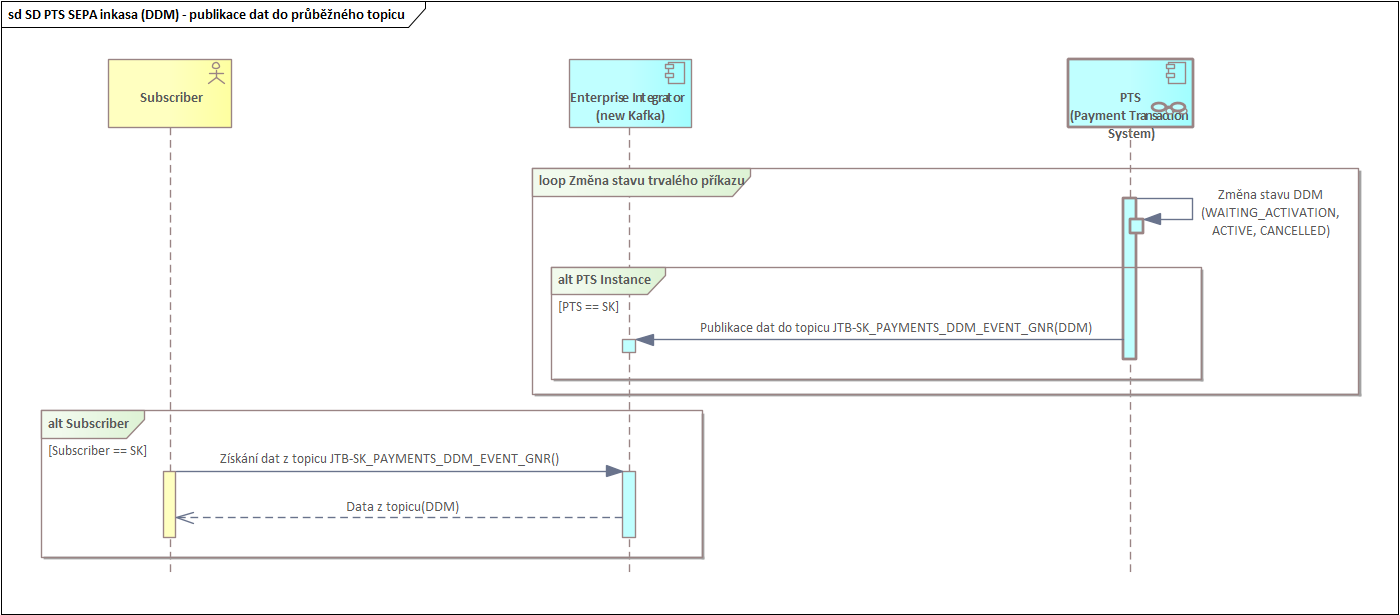 sd SD PTS SEPA inkasa (DDM) - publikace dat do průběžného topicu
Subscriber
Enterprise Integrator
(new Kafka)
PTS
(Payment Transaction
System)
loop Změna stavu trvalého příkazu
Změna stavu DDM
(WAITING_ACTIVATION,
ACTIVE, CANCELLED)
alt PTS Instance
[PTS == SK]
Publikace dat do topicu JTB-SK_PAYMENTS_DDM_EVENT_GNR(DDM)
alt Subscriber
[Subscriber == SK]
Získání dat z topicu JTB-SK_PAYMENTS_DDM_EVENT_GNR()
Data z topicu(DDM)